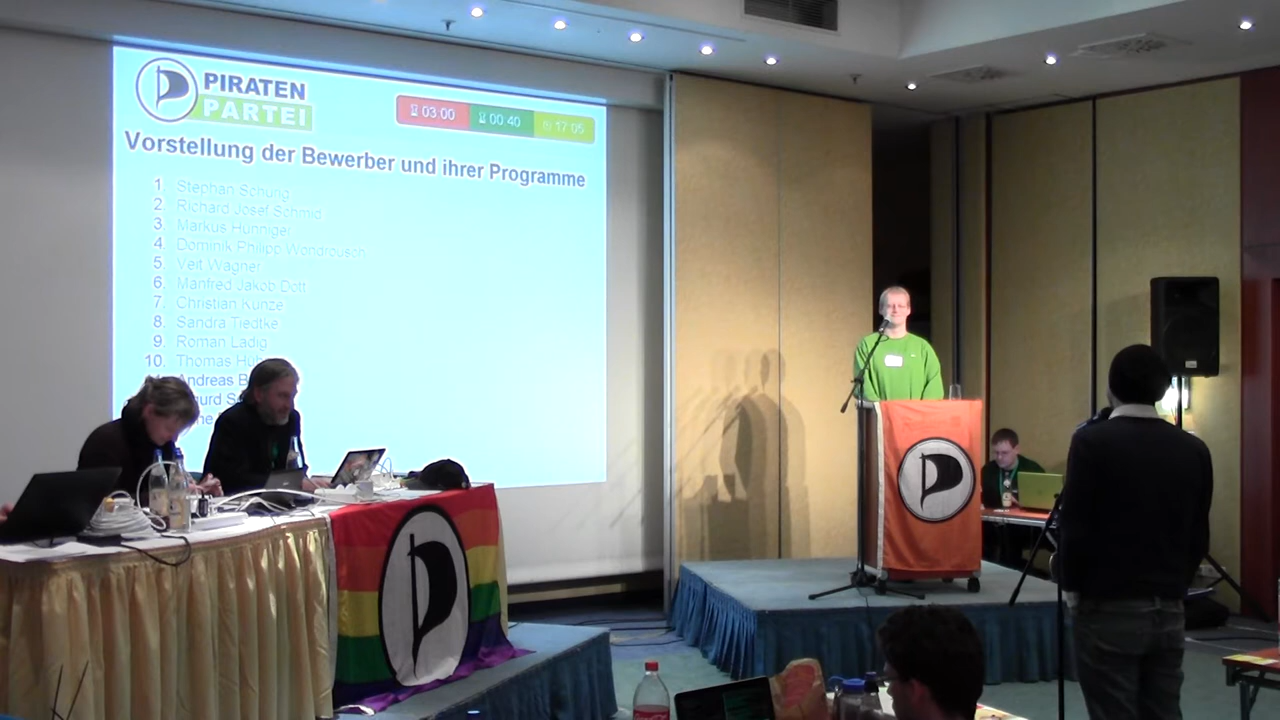 PIRATEN
PARTEI
03:00 00:40 17:05
Vorstellung der Bewerber und ihrer Programme
1. Stephan Schurig
2. Richard Josef Schmid
3. Markus Hünniger
4. Dominik Philipp Wondrousch
5. Veit Wagner
6. Manfred Jakob Dott
7. Christian Kunze
8. Sandra Tiedtke
9. Roman Ladig
10. Thomas
Andreas